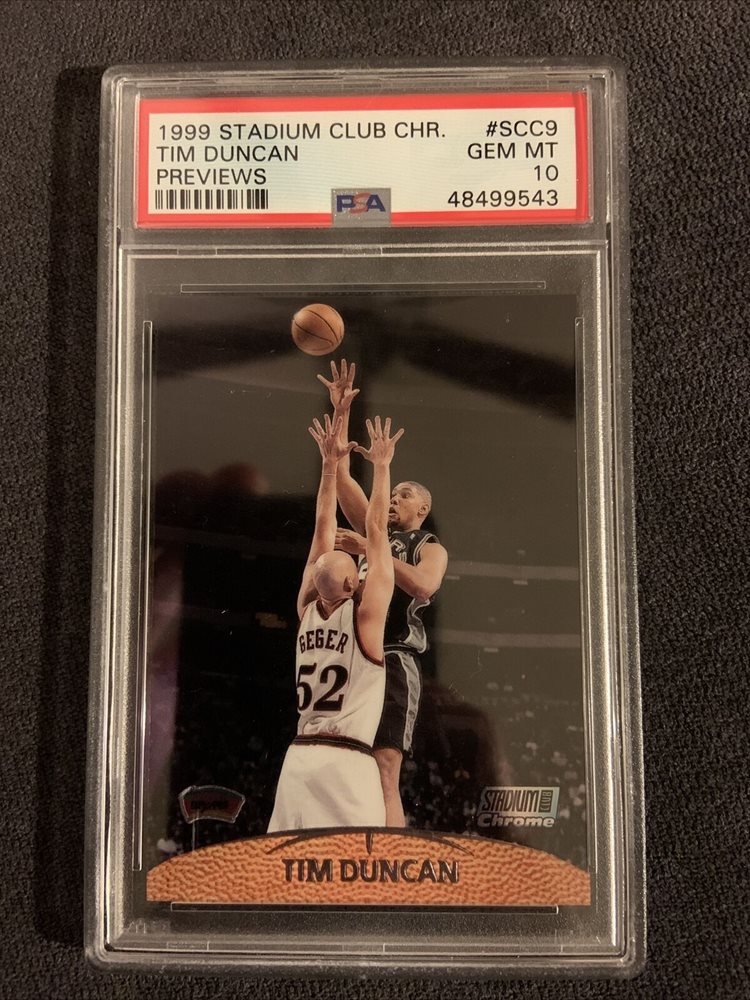 1999 STADIUM CLUB CHR. #SCC9
TIM DUNCAN GEM MT
PREVIEWS 10
PSA 48499543
GEGER
52
STADIUM CLUB
Chrome
TIM DUNCAN